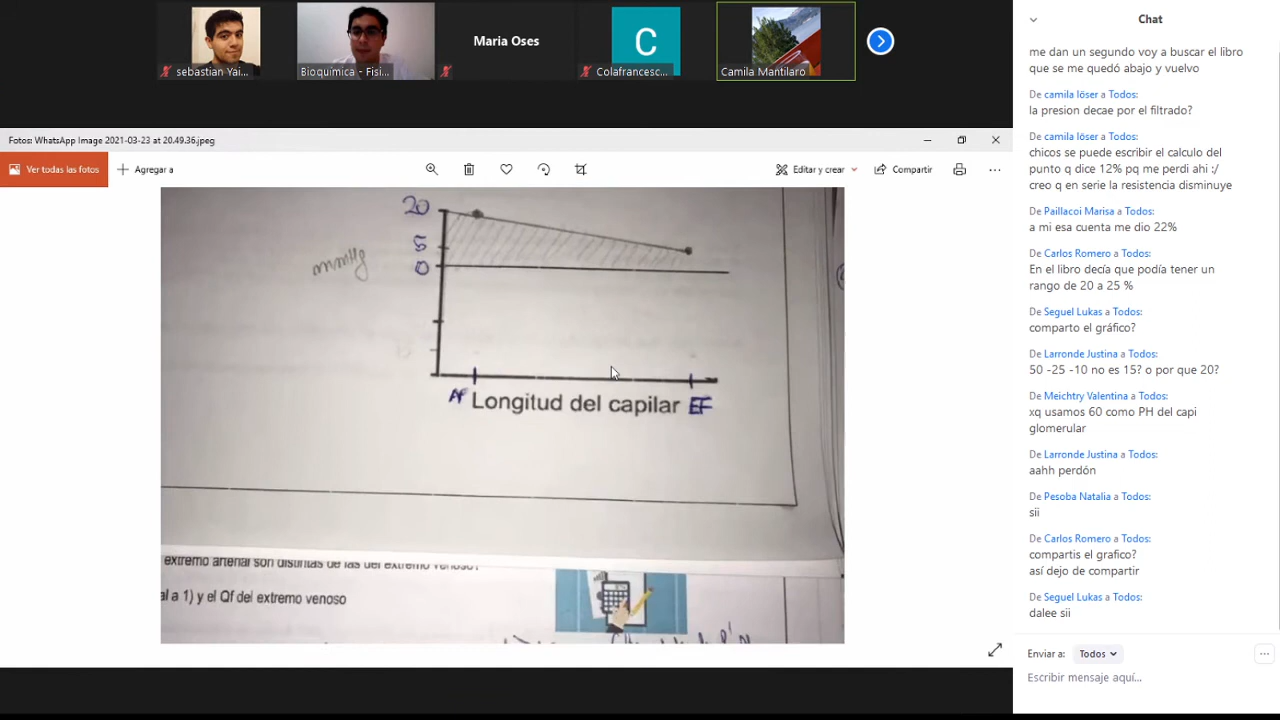 sebastian Yai...
Bioquimica - Fisi...
Maria Oses
C
Colafrancesc...
Camila Mantilaro
Fotos: WhatsApp Image 2021-03-23 at 20.49.36.jpeg
Ver todas las fotos
Agregar a
Editar y crear
Compartir
20
5
0
mmHg
AF Longitud del capilar EF
extremo arterial son distintas de las del extremo venoso?
al a 1) y el Qf del extremo venoso
Chat
me dan un segundo voy a buscar el libro
que se me quedó abajo y vuelvo
De camila löser a Todos:
la presion decae por el filtrado?
De camila löser a Todos:
chicos se puede escribir el calculo del
punto q dice 12% pq me perdi ahi :/
creo q en serie la resistencia disminuye
De Paillacoi Marisa a Todos:
a mi esa cuenta me dio 22%
De Carlos Romero a Todos:
En el libro decía que podía tener un
rango de 20 a 25 %
De Seguel Lukas a Todos:
comparto el gráfico?
De Larronde Justina a Todos:
50 -25 -10 no es 15? o por que 20?
De Meichtry Valentina a Todos:
xq usamos 60 como PH del capi
glomerular
De Larronde Justina a Todos:
aahh perdón
De Pesoba Natalia a Todos:
sii
De Carlos Romero a Todos:
compartis el grafico?
así dejo de compartir
De Seguel Lukas a Todos:
dalee sii
Enviar a: Todos
Escribir mensaje aquí...